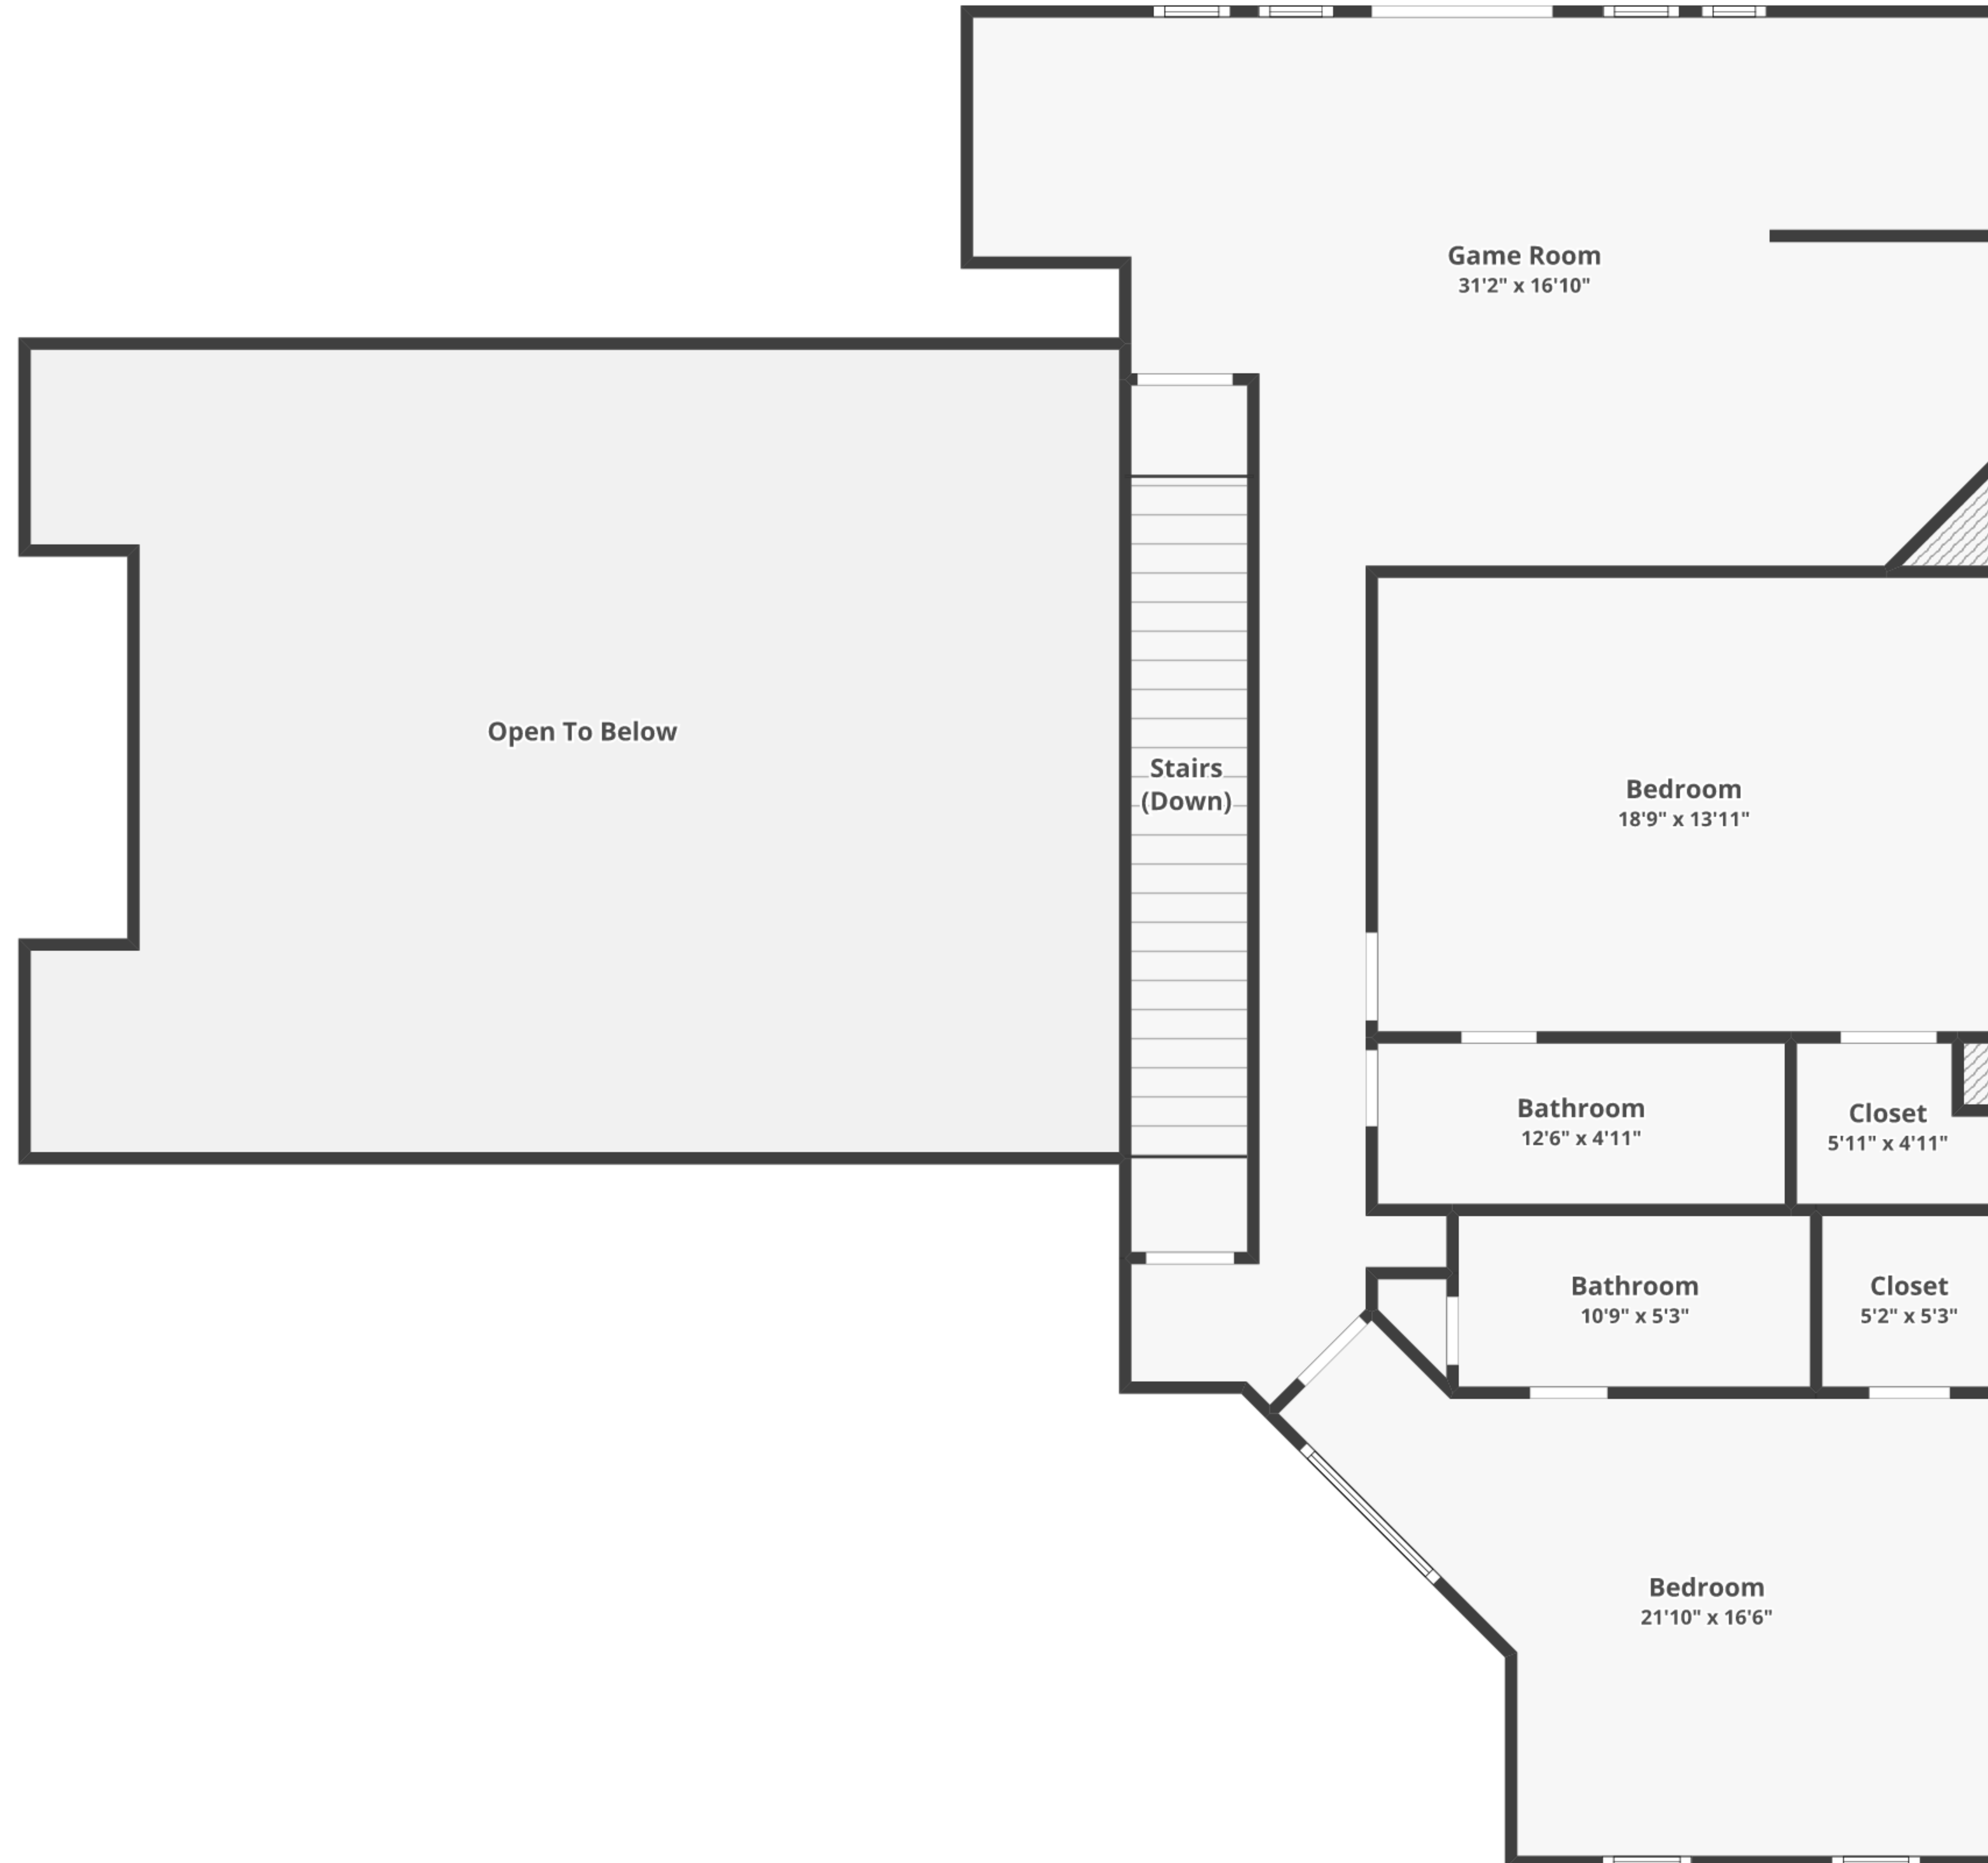 Game Room
31'2" x 16'10"
Open To Below
Stairs
(Down)
Bedroom
18'9" x 13'11"
Bathroom
12'6" x 4'11"
Closet
5'11" x 4'11"
Bathroom
10'9" x 5'3"
Closet
5'2" x 5'3"
Bedroom
21'10" x 16'6"